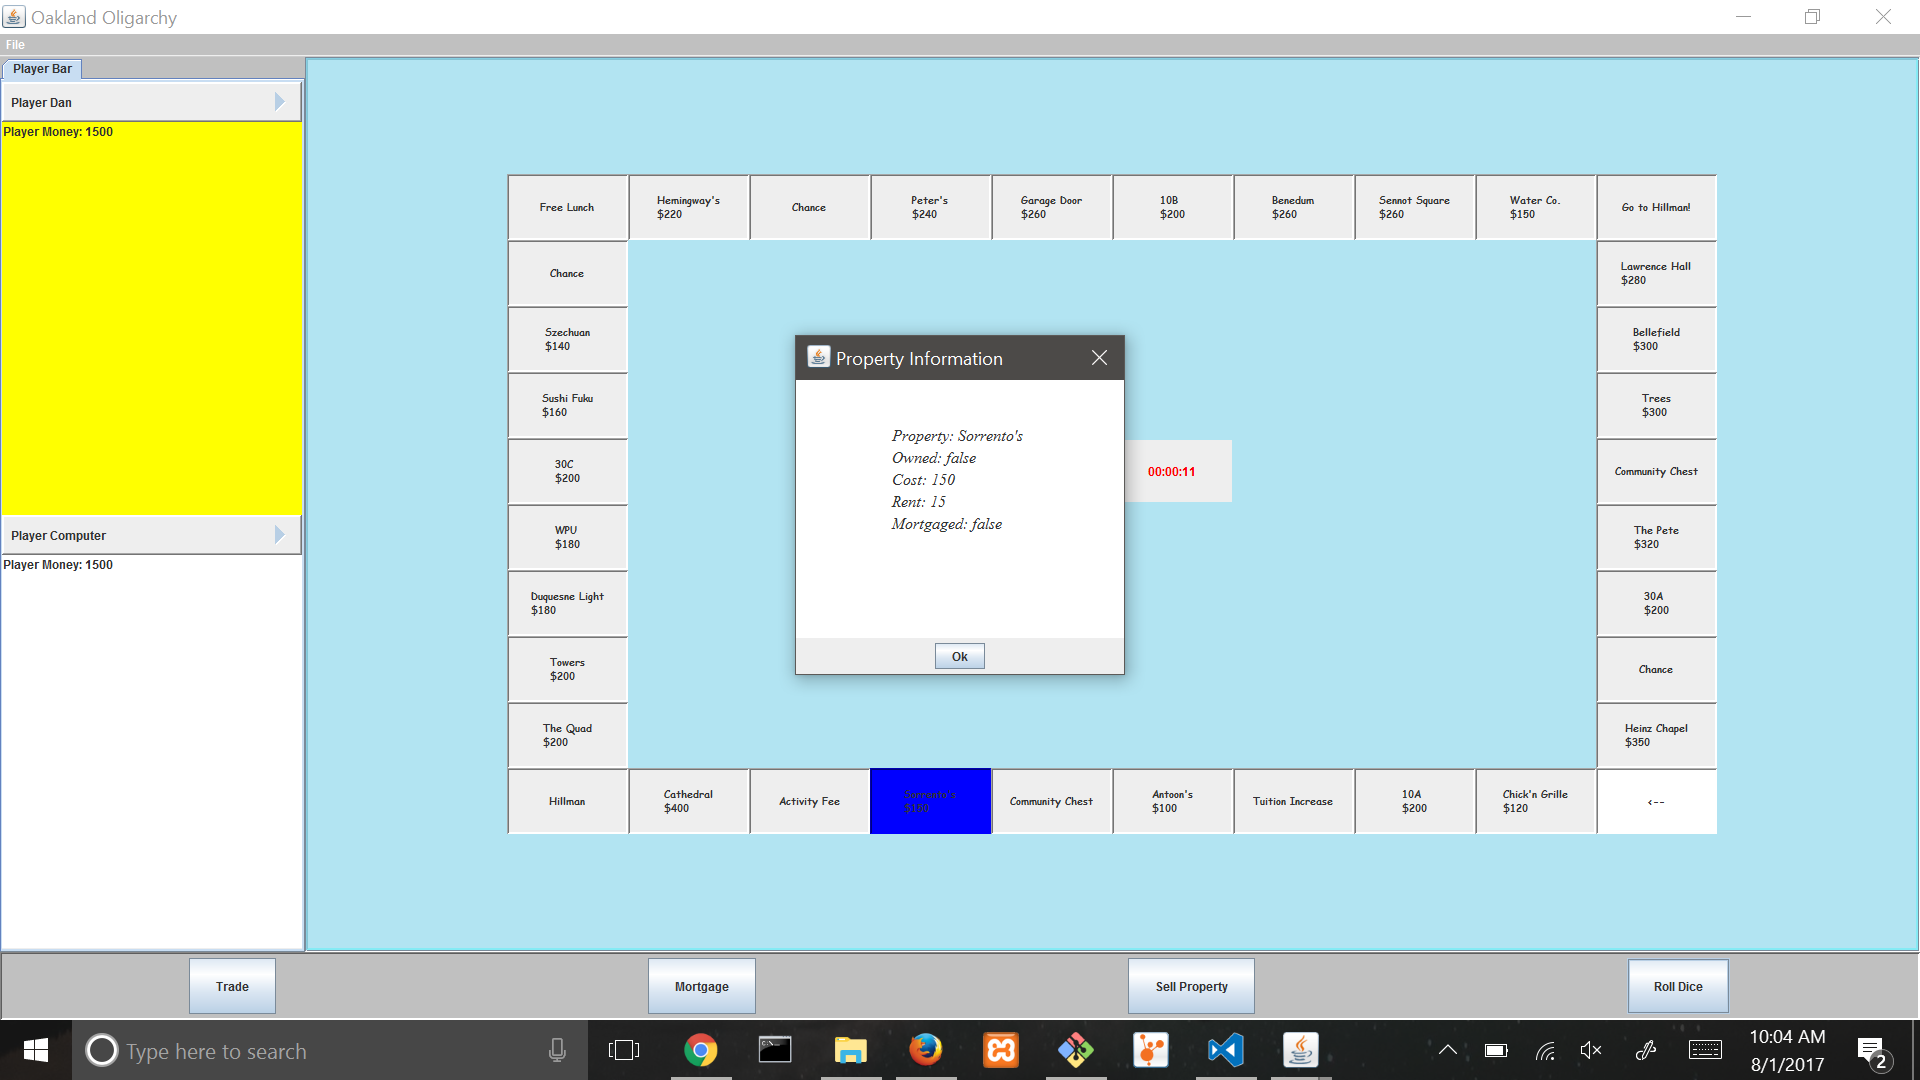 Oakland Oligarchy
File
Player Bar
Player Dan
Player Money: 1500
Player Computer
Player Money: 1500
Free Lunch
Hemingway's
$220
Chance
Peter's
$240
Garage Door
$260
10B
$200
Benedum
$260
Sennot Square
$260
Water Co.
$150
Go to Hillman!
Chance
Szechuan
$140
Sushi Fuku
$160
30C
$200
WPU
$180
Duquesne Light
$180
Towers
$200
The Quad
$200
Lawrence Hall
$280
Bellefield
$300
Trees
$300
Community Chest
The Pete
$320
30A
$200
Chance
Heinz Chapel
$350
Hillman
Cathedral
$400
Activity Fee
Sorrento's
$150
Community Chest
Antoon's
$100
Tuition Increase
10A
$200
Chick'n Grille
$120
<--
Property Information
Property: Sorrento's
Owned: false
Cost: 150
Rent: 15
Mortgaged: false
Ok
00:00:11
Trade
Mortgage
Sell Property
Roll Dice
Type here to search
10:04 AM
8/1/2017
2